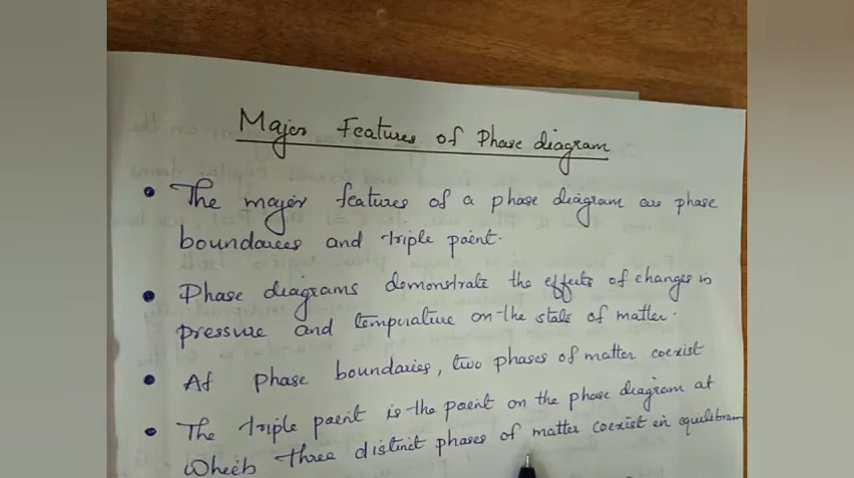 Major Features of Phase diagram
• The major features of a phase diagram are phase
boundaries and triple point.
• Phase diagrams demonstrate the effects of changes in
pressure and temperature on the state of matter.
• At phase boundaries, two phases of matter coexist
• The triple point is the point on the phase diagram at
which three distinct phases of matter coexist in equilibrium